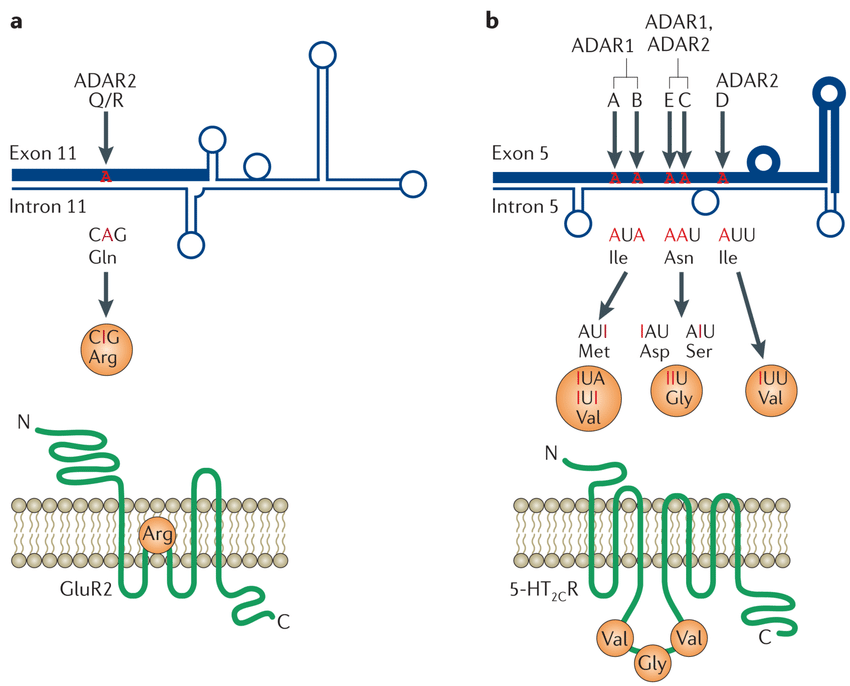 a
ADAR2
Q/R
Exon 11
A
Intron 11
CAG
Gln
CIG
Arg
N
Arg
GluR2
C
b
ADAR1,
ADAR1 ADAR2
ADAR2
A B E C D
Exon 5
A A A A A
Intron 5
AUA AAU AUU
Ile Asn Ile
AUI IAU AIU
Met Asp Ser
IUA IIU IUU
IUI Gly Val
Val
N
5-HT2CR
C
Val Val
Gly